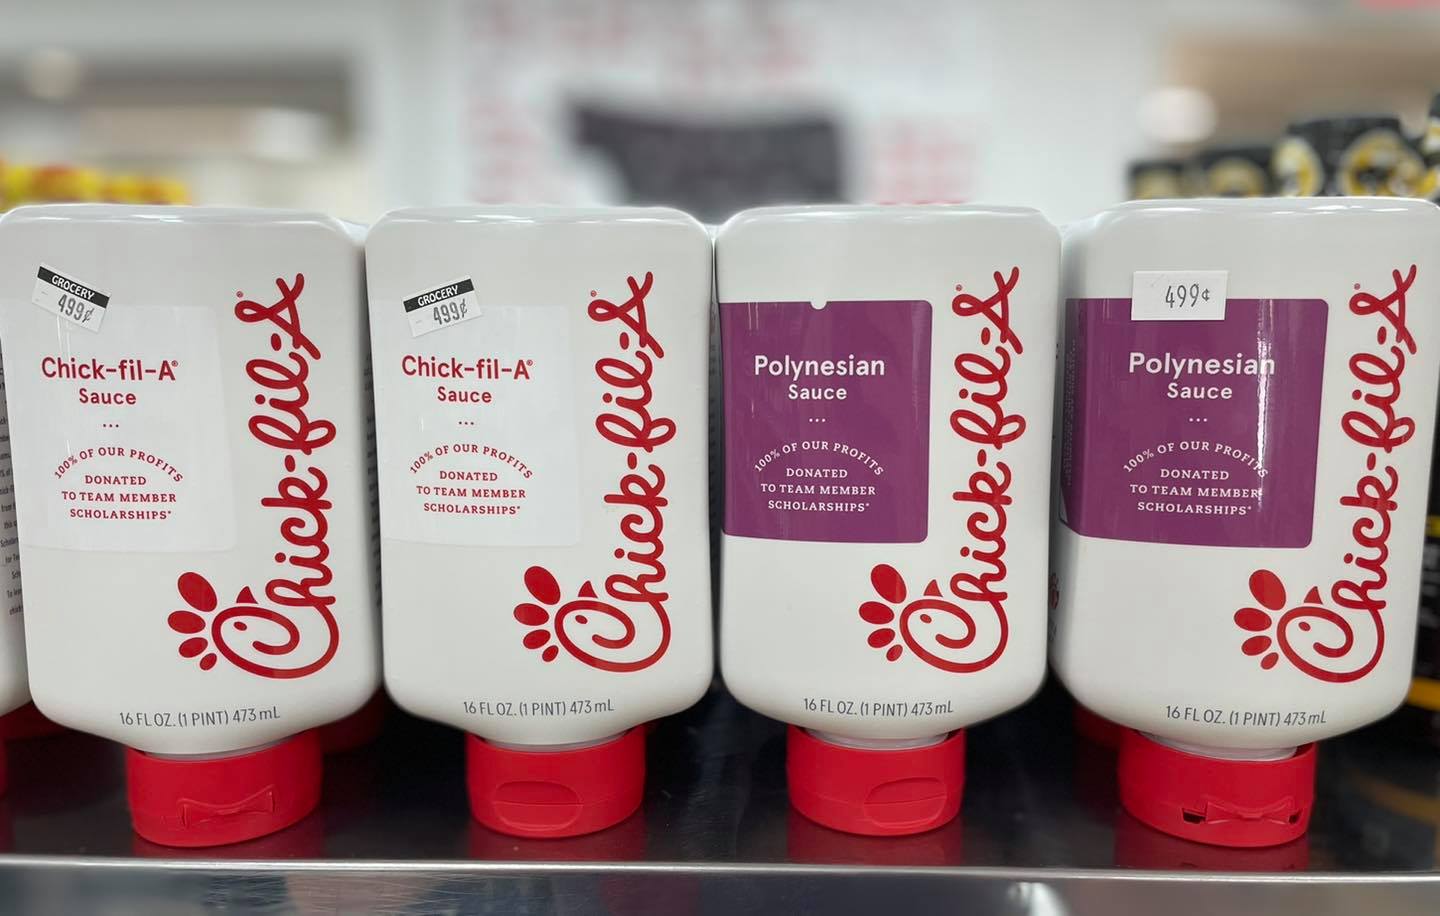 GROCERY
499¢
Chick-fil-A®
Sauce
...
100% OF OUR PROFITS
DONATED
TO TEAM MEMBER
SCHOLARSHIPS*
Chick-fil-A®
16 FL OZ. (1 PINT) 473 mL
GROCERY
499¢
Chick-fil-A®
Sauce
...
100% OF OUR PROFITS
DONATED
TO TEAM MEMBER
SCHOLARSHIPS*
Chick-fil-A®
16 FL OZ. (1 PINT) 473 mL
Polynesian
Sauce
...
100% OF OUR PROFITS
DONATED
TO TEAM MEMBER
SCHOLARSHIPS*
Chick-fil-A®
16 FL OZ. (1 PINT) 473 mL
499¢
Polynesian
Sauce
...
100% OF OUR PROFITS
DONATED
TO TEAM MEMBER
SCHOLARSHIPS*
Chick-fil-A®
16 FL OZ. (1 PINT) 473 mL